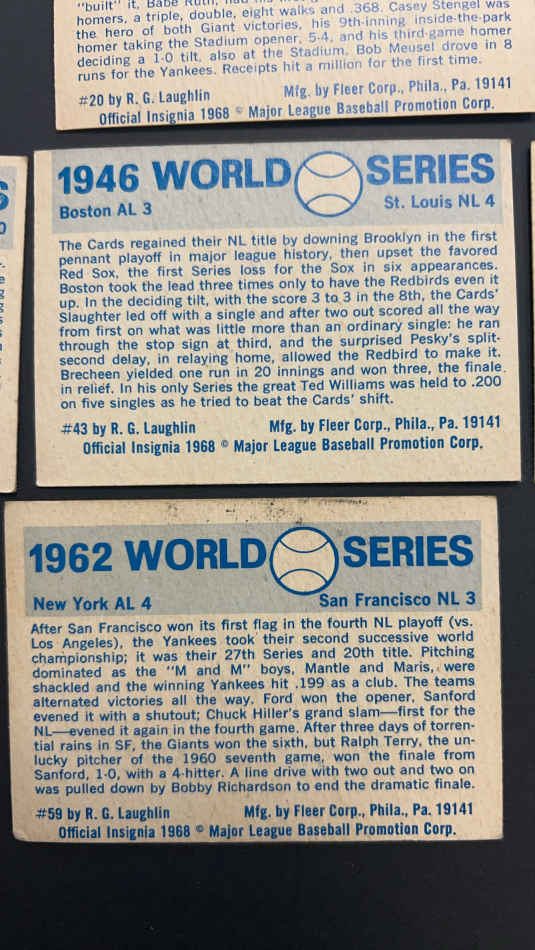 "built" it, Babe Ruth, had
homers, a triple, double, eight walks and .368. Casey Stengel was
the hero of both Giant victories, his 9th-inning inside-the-park
homer taking the Stadium opener, 5-4, and his third-game homer
deciding a 1-0 tilt, also at the Stadium. Bob Meusel drove in 8
runs for the Yankees. Receipts hit a million for the first time.
#20 by R. G. Laughlin Mfg. by Fleer Corp., Phila., Pa. 19141
Official Insignia 1968 © Major League Baseball Promotion Corp.
1946 WORLD SERIES
Boston AL 3 St. Louis NL 4
The Cards regained their NL title by downing Brooklyn in the first
pennant playoff in major league history, then upset the favored
Red Sox, the first Series loss for the Sox in six appearances.
Boston took the lead three times only to have the Redbirds even it
up. In the deciding tilt, with the score 3 to 3 in the 8th, the Cards'
Slaughter led off with a single and after two out scored all the way
from first on what was little more than an ordinary single: he ran
through the stop sign at third, and the surprised Pesky's split-
second delay, in relaying home, allowed the Redbird to make it.
Brecheen yielded one run in 20 innings and won three, the finale
in relief. In his only Series the great Ted Williams was held to .200
on five singles as he tried to beat the Cards' shift.
#43 by R. G. Laughlin Mfg. by Fleer Corp., Phila., Pa. 19141
Official Insignia 1968 © Major League Baseball Promotion Corp.
1962 WORLD SERIES
New York AL 4 San Francisco NL 3
After San Francisco won its first flag in the fourth NL playoff (vs.
Los Angeles), the Yankees took their second successive world
championship; it was their 27th Series and 20th title. Pitching
dominated as the "M and M" boys, Mantle and Maris, were
shackled and the winning Yankees hit .199 as a club. The teams
alternated victories all the way. Ford won the opener, Sanford
evened it with a shutout; Chuck Hiller's grand slam—first for the
NL—evened it again in the fourth game. After three days of torren-
tial rains in SF, the Giants won the sixth, but Ralph Terry, the un-
lucky pitcher of the 1960 seventh game, won the finale from
Sanford, 1-0, with a 4-hitter. A line drive with two out and two on
was pulled down by Bobby Richardson to end the dramatic finale.
#59 by R. G. Laughlin Mfg. by Fleer Corp., Phila., Pa. 19141
Official Insignia 1968 © Major League Baseball Promotion Corp.